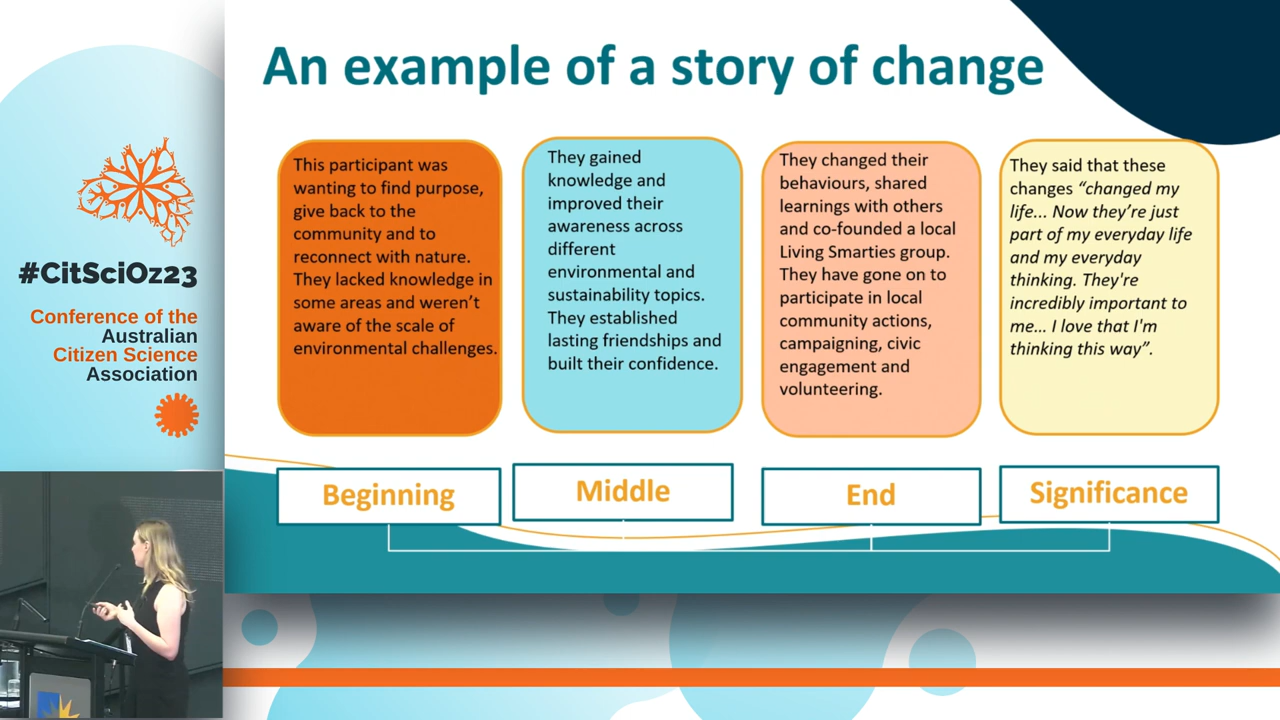 An example of a story of change
This participant was
wanting to find purpose,
give back to the
community and to
reconnect with nature.
They lacked knowledge in
some areas and weren't
aware of the scale of
environmental challenges.
They gained
knowledge and
improved their
awareness across
different
environmental and
sustainability topics.
They established
lasting friendships and
built their confidence.
They changed their
behaviours, shared
learnings with others
and co-founded a local
Living Smarties group.
They have gone on to
participate in local
community actions,
campaigning, civic
engagement and
volunteering.
They said that these
changes “changed my
life... Now they’re just
part of my everyday life
and my everyday
thinking. They're
incredibly important to
me... I love that I'm
thinking this way”.
Beginning
Middle
End
Significance
#CitSciOz23
Conference of the
Australian
Citizen Science
Association